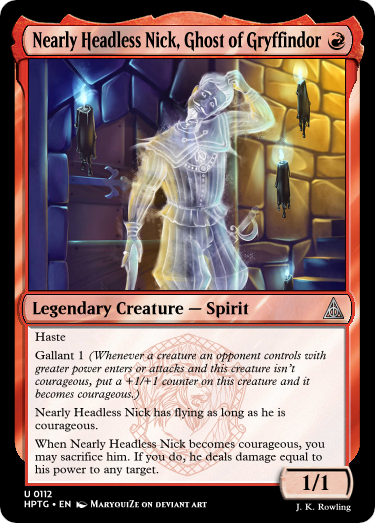 Nearly Headless Nick, Ghost of Gryffindor
Legendary Creature — Spirit
Haste
Gallant 1 (Whenever a creature an opponent controls with
greater power enters or attacks and this creature isn't
courageous, put a +1/+1 counter on this creature and it
becomes courageous.)
Nearly Headless Nick has flying as long as he is
courageous.
When Nearly Headless Nick becomes courageous, you
may sacrifice him. If you do, he deals damage equal to
his power to any target.
1/1
U 0112
HPTG • EN MaryouiZe on deviant art
J. K. Rowling